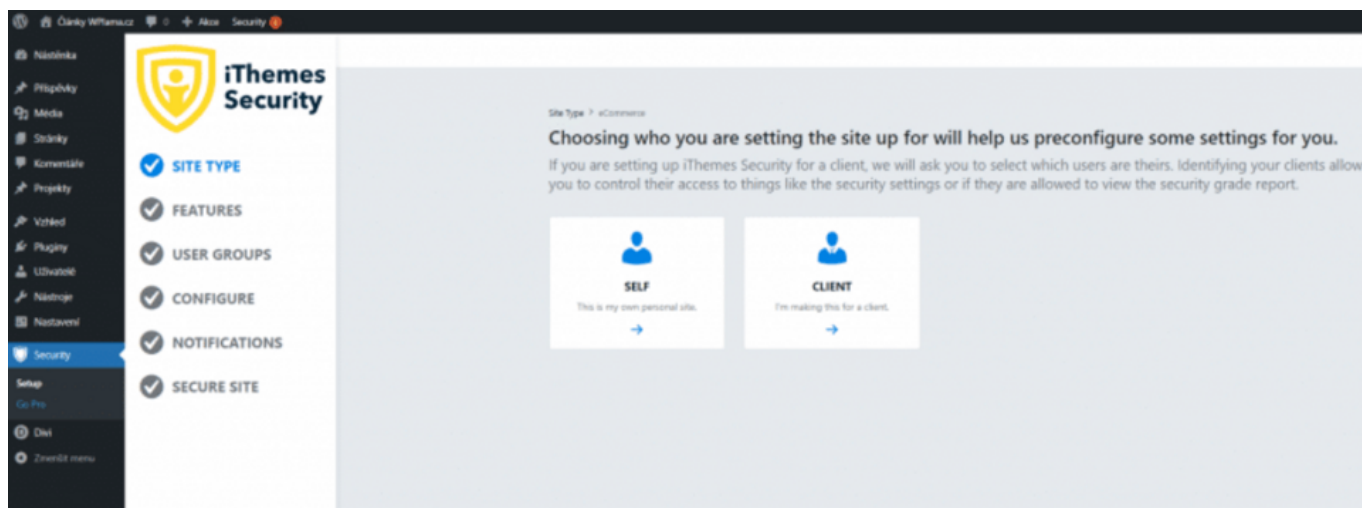 Články WPlama.cz 0 + Akce Security
Nástěnka
Příspěvky
Média
Stránky
Komentáře
Projekty
Vzhled
Pluginy
Uživatelé
Nástroje
Nastavení
Security
Setup
Go Pro
Divi
Zmenšit menu
iThemes
Security
SITE TYPE
FEATURES
USER GROUPS
CONFIGURE
NOTIFICATIONS
SECURE SITE
Site Type > eCommerce
Choosing who you are setting the site up for will help us preconfigure some settings for you.
If you are setting up iThemes Security for a client, we will ask you to select which users are theirs. Identifying your clients allow
you to control their access to things like the security settings or if they are allowed to view the security grade report.
SELF
This is my own personal site.
→
CLIENT
I'm making this for a client.
→